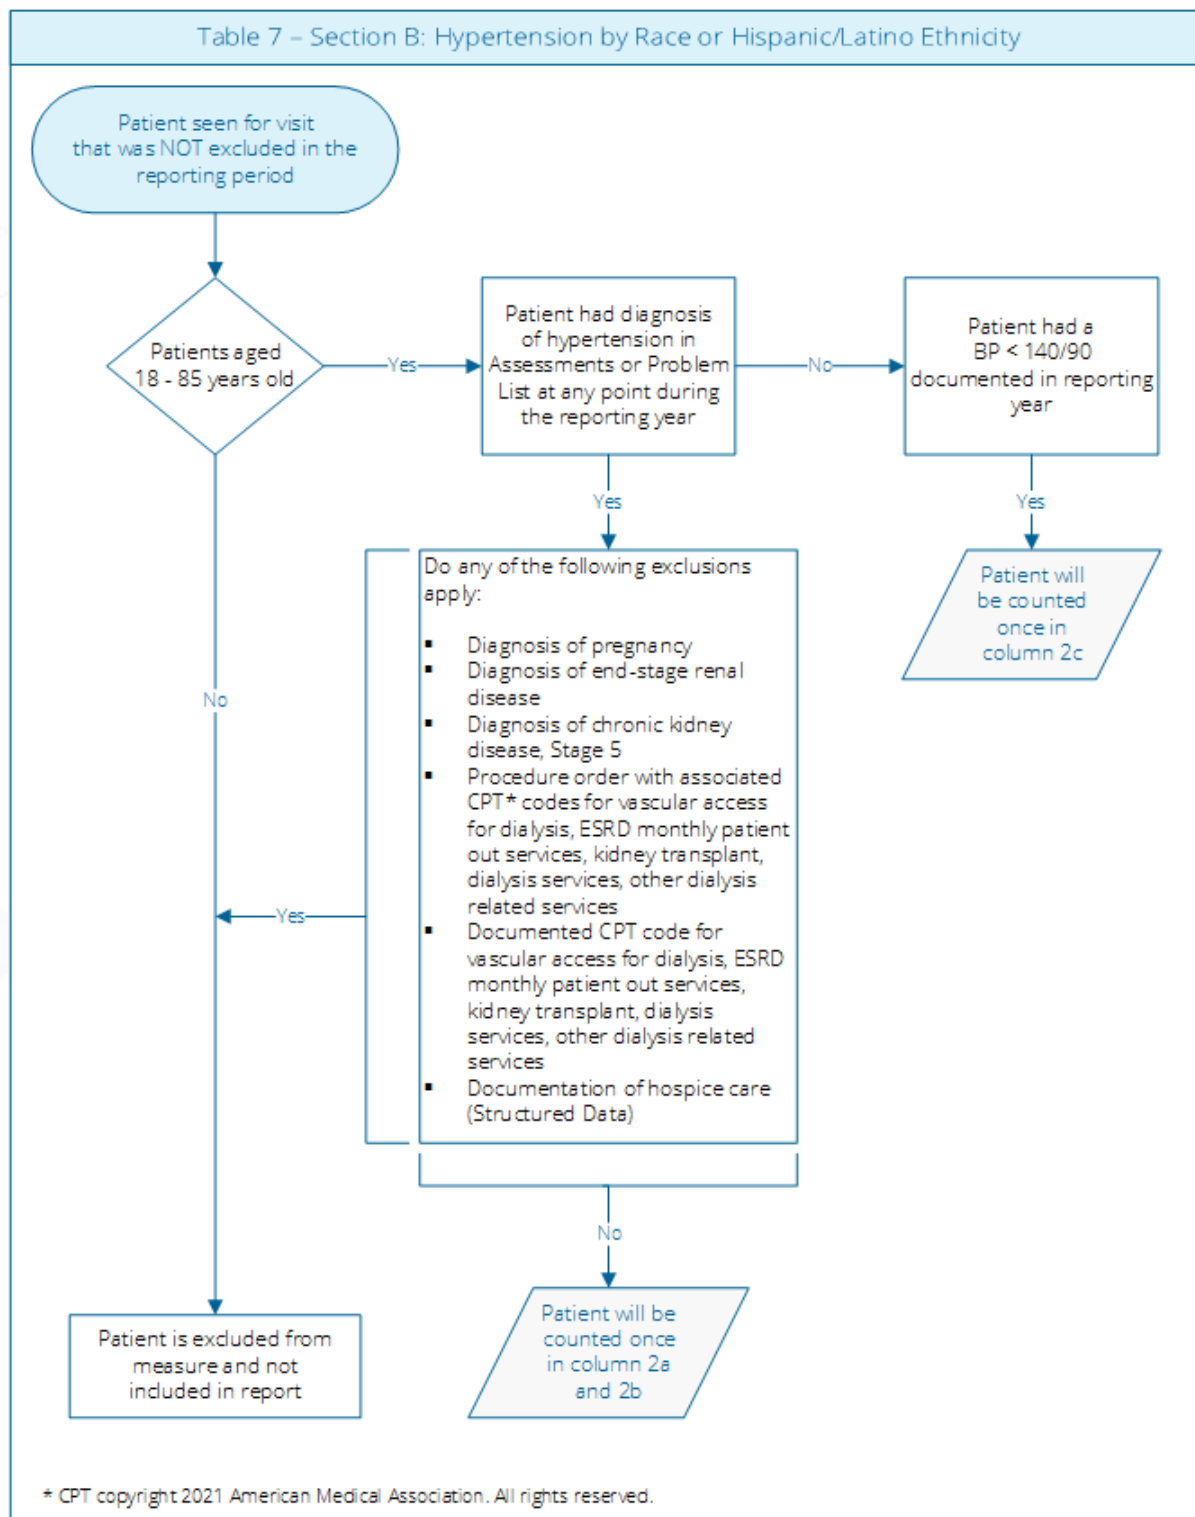 Table 7 – Section B: Hypertension by Race or Hispanic/Latino Ethnicity
Patient seen for visit
that was NOT excluded in the
reporting period
Patients aged
18 - 85 years old
Yes
Patient had diagnosis
of hypertension in
Assessments or Problem
List at any point during
the reporting year
No
Patient had a
BP < 140/90
documented in reporting
year
Yes
Yes
Patient will
be counted
once in
column 2c
Do any of the following exclusions
apply:
▪ Diagnosis of pregnancy
▪ Diagnosis of end-stage renal
disease
▪ Diagnosis of chronic kidney
disease, Stage 5
▪ Procedure order with associated
CPT* codes for vascular access
for dialysis, ESRD monthly patient
out services, kidney transplant,
dialysis services, other dialysis
related services
▪ Documented CPT code for
vascular access for dialysis, ESRD
monthly patient out services,
kidney transplant, dialysis
services, other dialysis related
services
▪ Documentation of hospice care
(Structured Data)
No
Yes
No
Patient is excluded from
measure and not
included in report
Patient will be
counted once
in column 2a
and 2b
* CPT copyright 2021 American Medical Association. All rights reserved.